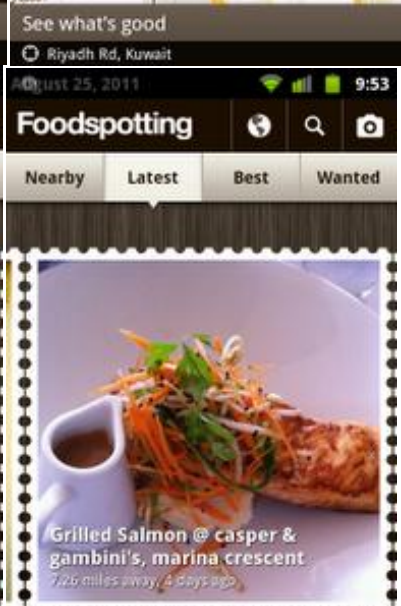 See what's good
Riyadh Rd, Kuwait
August 25, 2011
9:53
Foodspotting
Nearby Latest Best Wanted
Grilled Salmon @ casper &
gambini's, marina crescent
7.26 miles away, 4 days ago